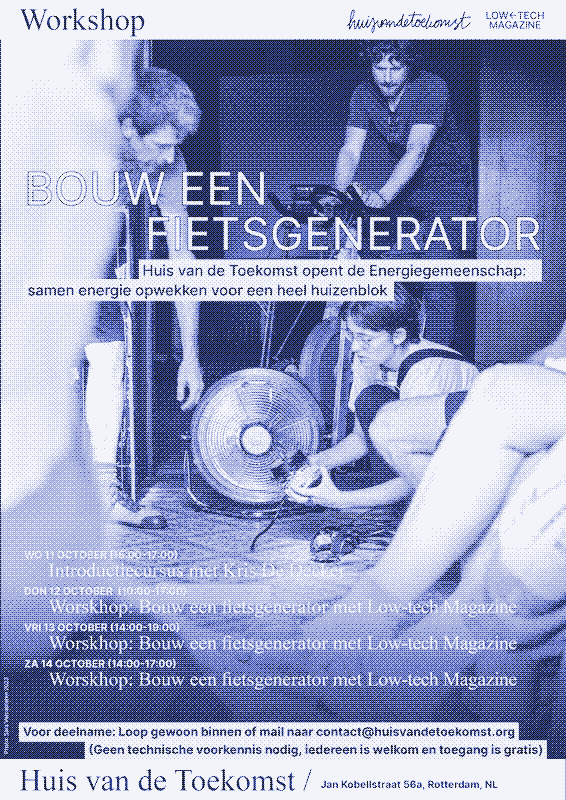 Workshop
huisvandetoekomst
LOW←TECH
MAGAZINE
BOUW EEN
FIETSGENERATOR
Huis van de Toekomst opent de Energiegemeenschap:
samen energie opwekken voor een heel huizenblok
WO 11 OCTOBER (15:00-17:00)
Introductiecursus met Kris De Decker
DON 12 OCTOBER (10:00-17:00)
Worskhop: Bouw een fietsgenerator met Low-tech Magazine
VRI 13 OCTOBER (14:00-19:00)
Worskhop: Bouw een fietsgenerator met Low-tech Magazine
ZA 14 OCTOBER (14:00-17:00)
Worskhop: Bouw een fietsgenerator met Low-tech Magazine
Voor deelname: Loop gewoon binnen of mail naar contact@huisvandetoekomst.org
(Geen technische voorkennis nodig, iedereen is welkom en toegang is gratis)
Huis van de Toekomst / Jan Kobellstraat 56a, Rotterdam, NL